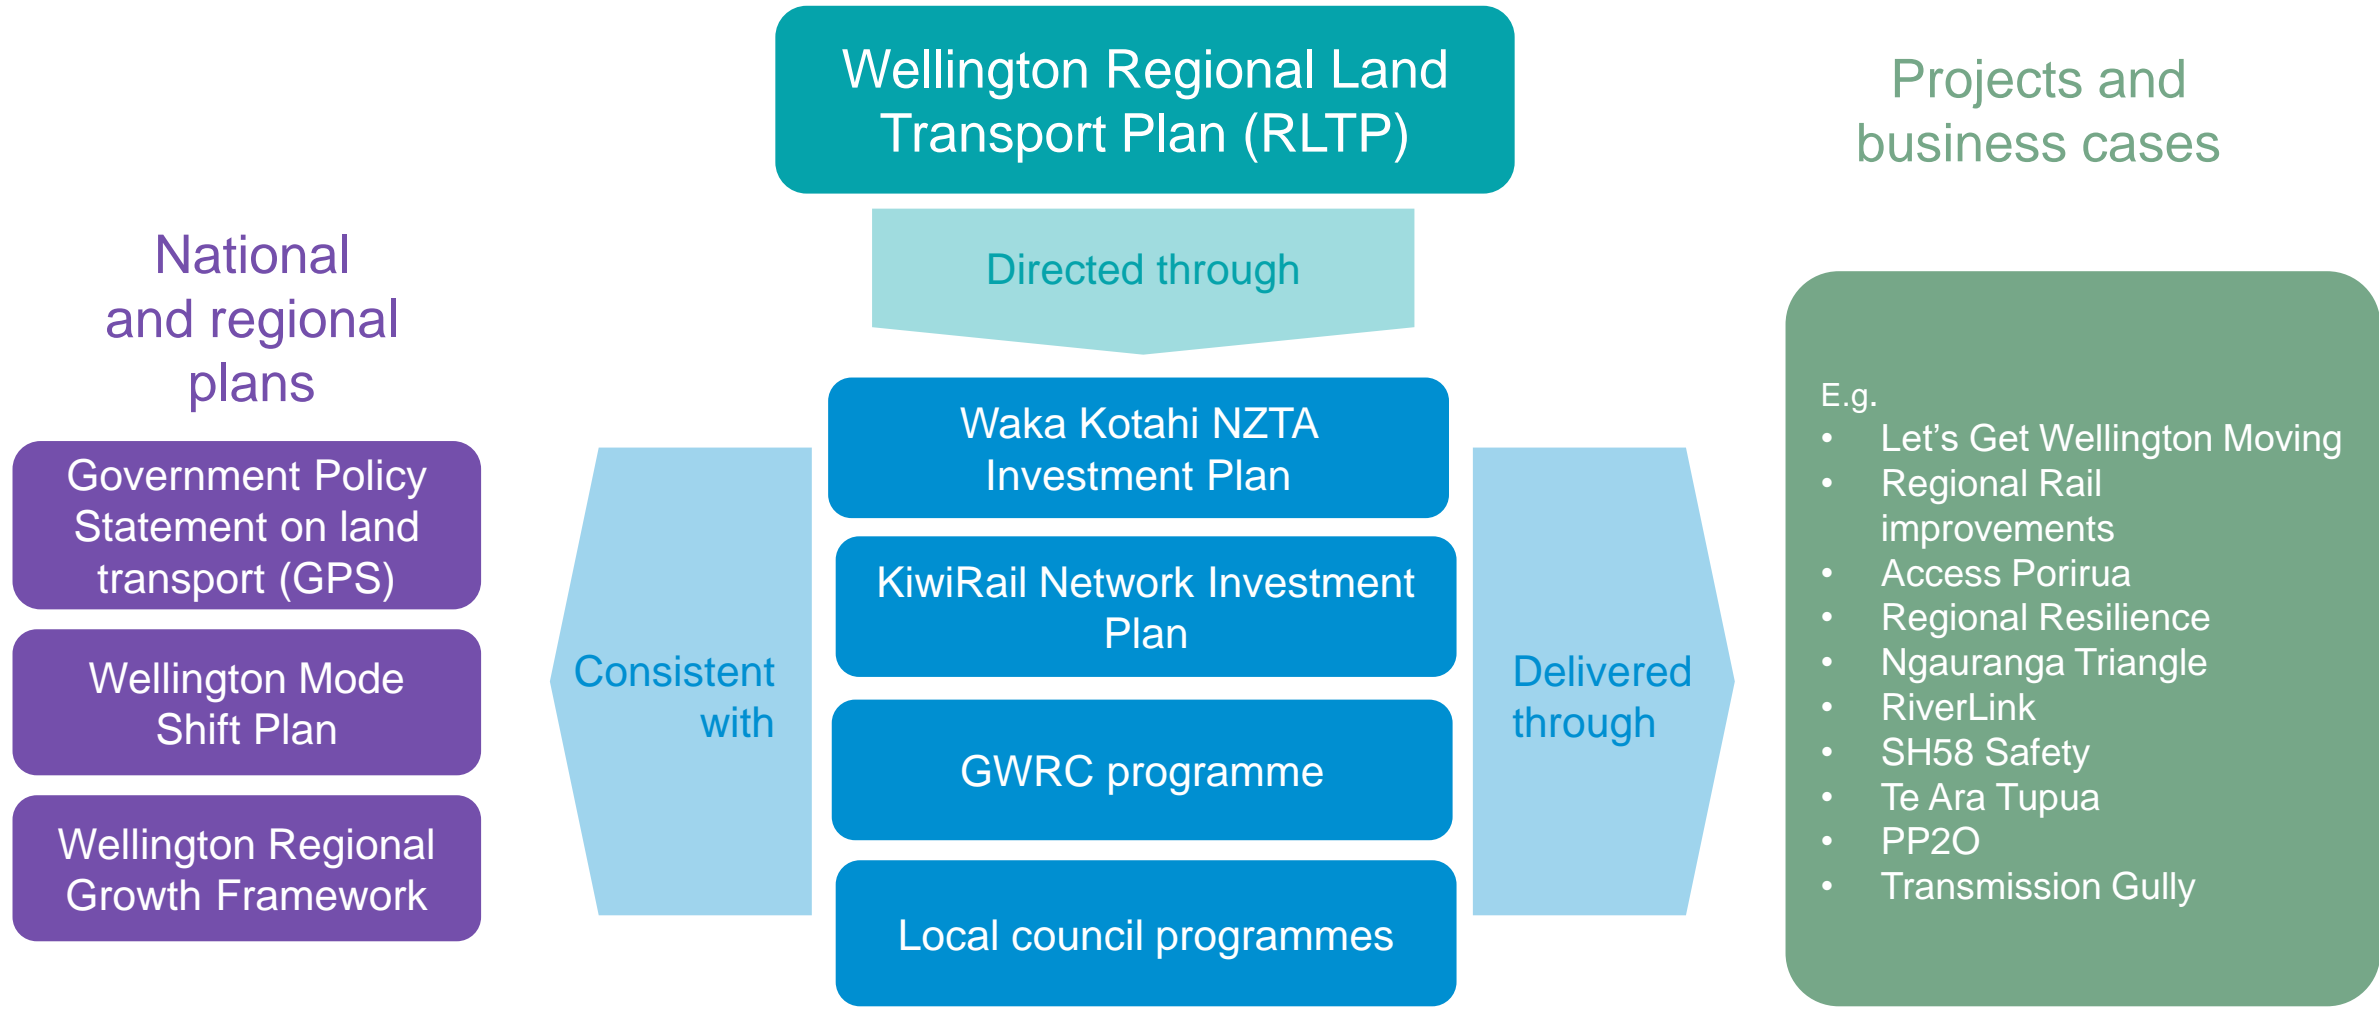 Wellington Regional Land
Transport Plan (RLTP)
Directed through
National
and regional
plans
Government Policy
Statement on land
transport (GPS)
Wellington Mode
Shift Plan
Wellington Regional
Growth Framework
Consistent
with
Waka Kotahi NZTA
Investment Plan
KiwiRail Network Investment
Plan
GWRC programme
Local council programmes
Delivered
through
Projects and
business cases
E.g.
• Let’s Get Wellington Moving
• Regional Rail
improvements
• Access Porirua
• Regional Resilience
• Ngauranga Triangle
• RiverLink
• SH58 Safety
• Te Ara Tupua
• PP2O
• Transmission Gully